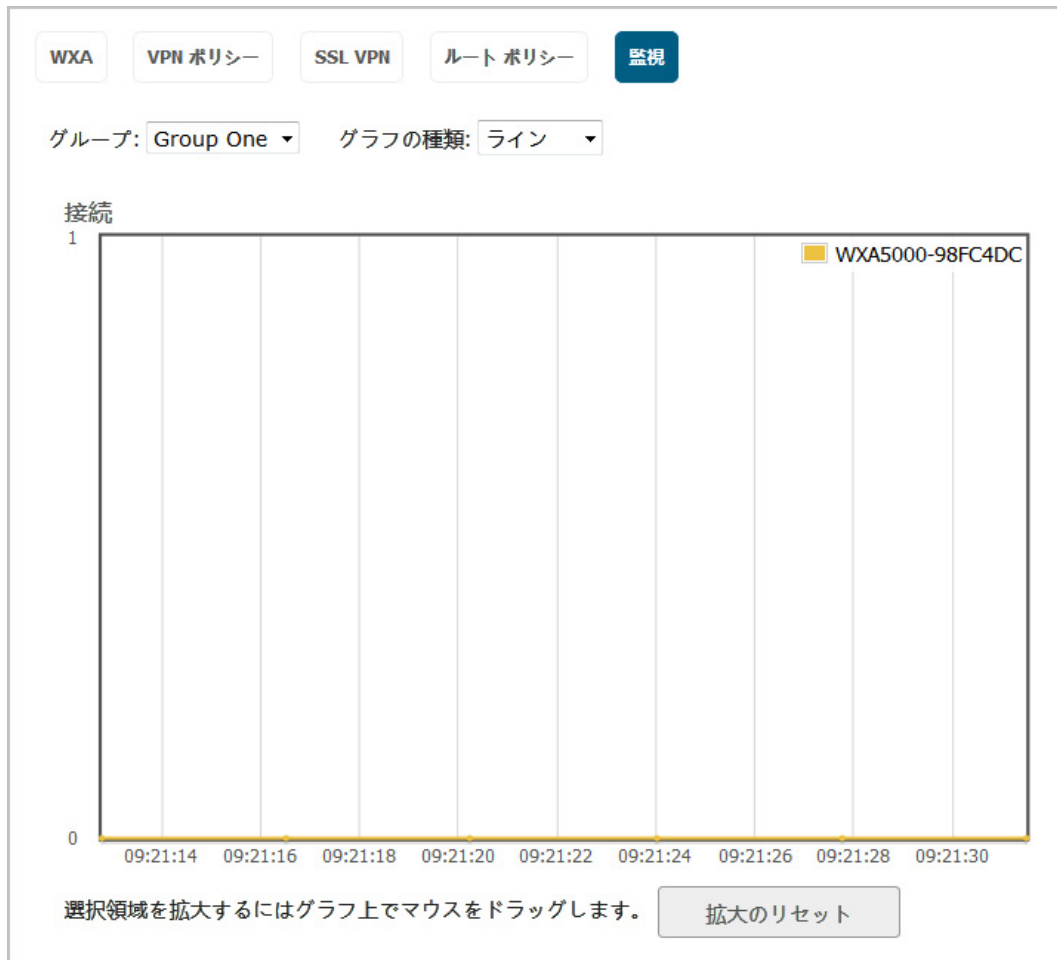 WXA VPN ポリシー SSL VPN ルート ポリシー 監視
グループ: Group One グラフの種類: ライン
接続
1
WXA5000-98FC4DC
0
09:21:14 09:21:16 09:21:18 09:21:20 09:21:22 09:21:24 09:21:26 09:21:28 09:21:30
選択領域を拡大するにはグラフ上でマウスをドラッグします。 拡大のリセット